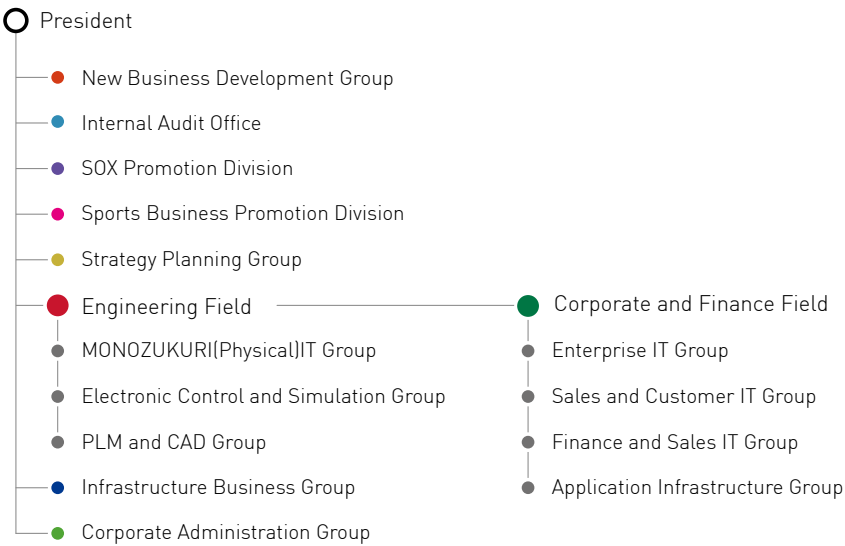 President
New Business Development Group
Internal Audit Office
SOX Promotion Division
Sports Business Promotion Division
Strategy Planning Group
Engineering Field
MONOZUKURI(Physical)IT Group
Electronic Control and Simulation Group
PLM and CAD Group
Corporate and Finance Field
Enterprise IT Group
Sales and Customer IT Group
Finance and Sales IT Group
Application Infrastructure Group
Infrastructure Business Group
Corporate Administration Group